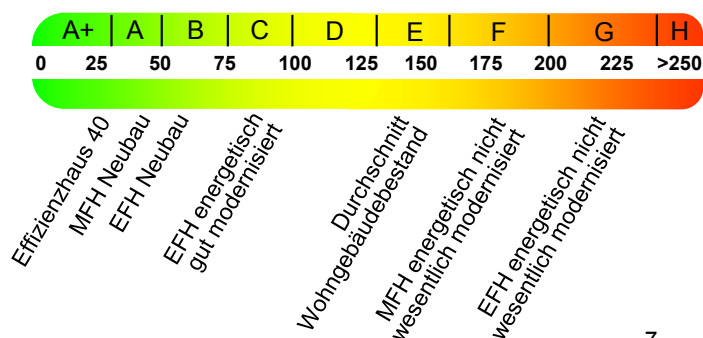 A+ A B C D E F G H
0 25 50 75 100 125 150 175 200 225 >250
Effizienzhaus 40
MFH Neubau
EFH Neubau
EFH energetisch
gut modernisiert
Durchschnitt
Wohngebäudebestand
MFH energetisch nicht
wesentlich modernisiert
EFH energetisch nicht
wesentlich modernisiert
7